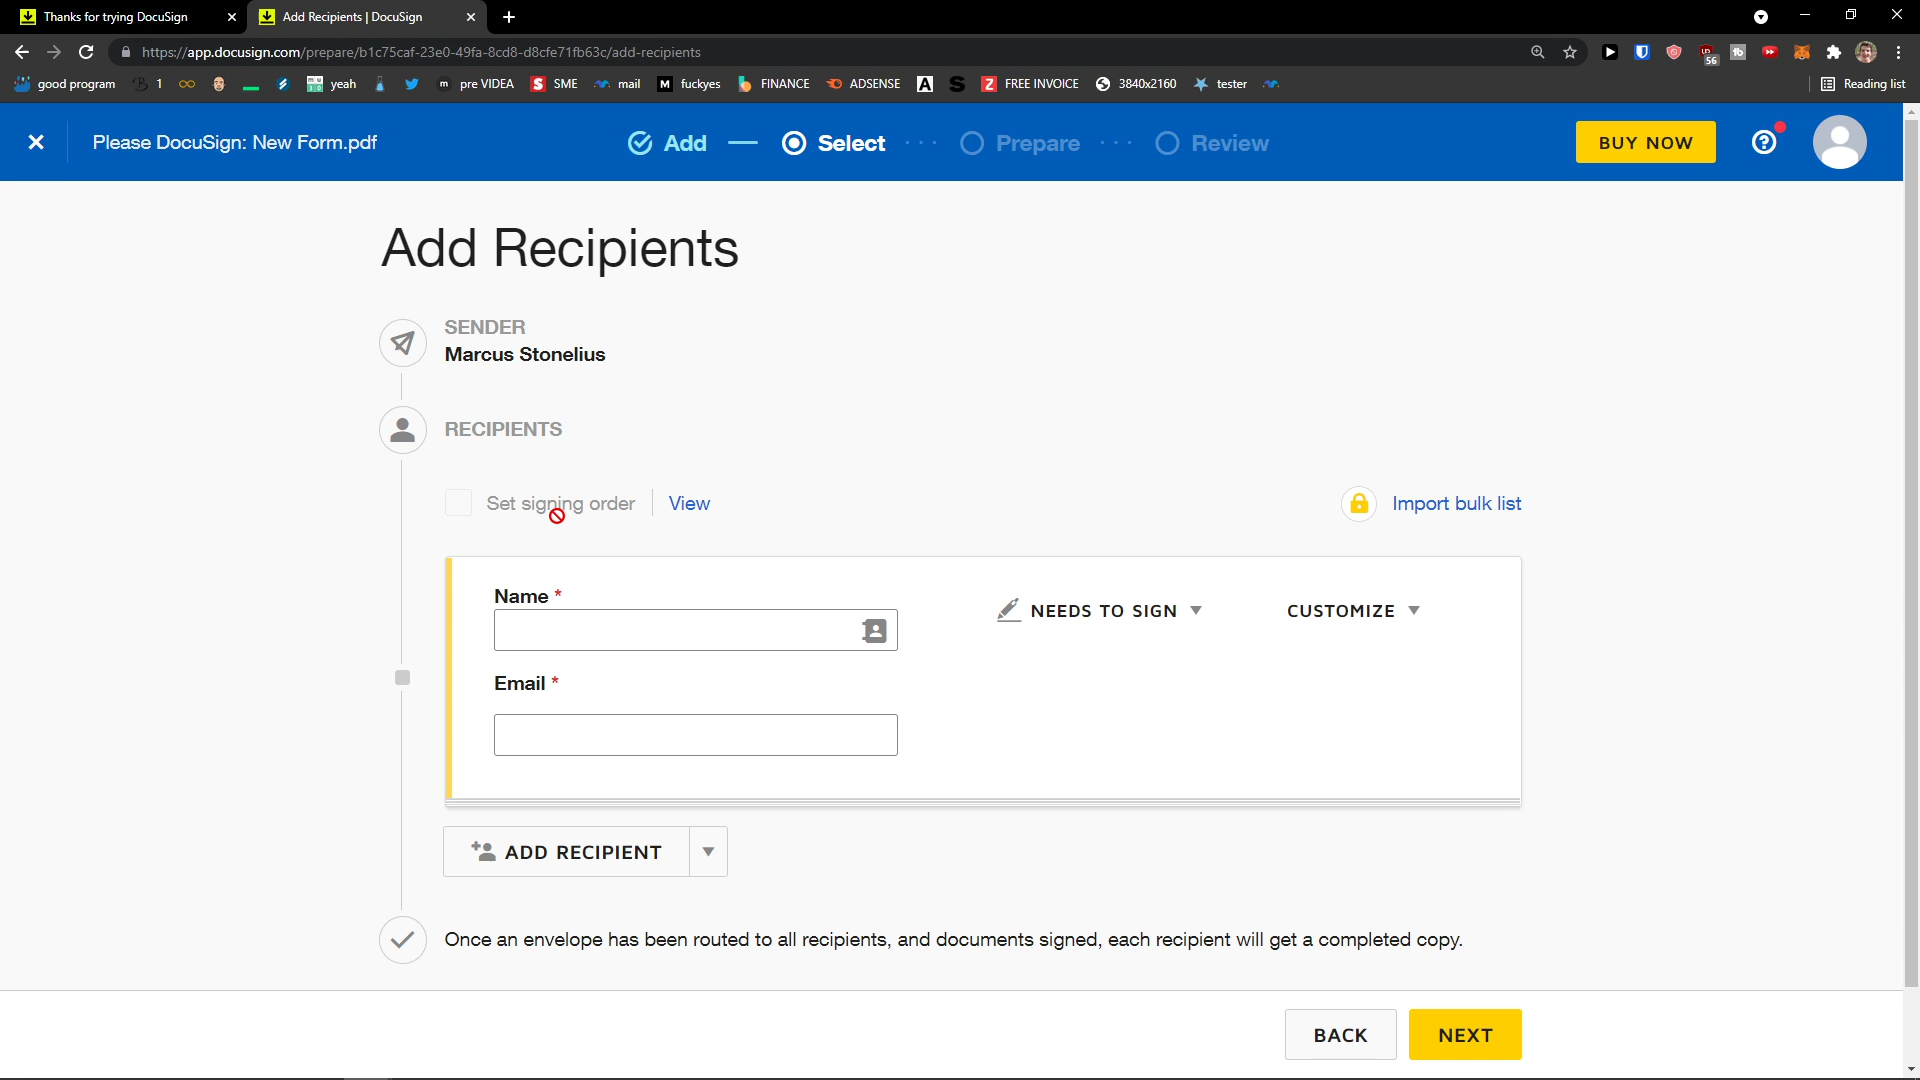 Thanks for trying DocuSign
Add Recipients | DocuSign
https://app.docusign.com/prepare/b1c75caf-23e0-49fa-8cd8-d8cfe71fb63c/add-recipients
56
good program
1
yeah
pre VIDEA
SME
mail
fuckyes
FINANCE
ADSENSE
FREE INVOICE
3840x2160
tester
Reading list
Please DocuSign: New Form.pdf
Add
Select
Prepare
Review
BUY NOW
Add Recipients
SENDER
Marcus Stonelius
RECIPIENTS
Set signing order
View
Import bulk list
Name *
NEEDS TO SIGN
CUSTOMIZE
Email *
ADD RECIPIENT
Once an envelope has been routed to all recipients, and documents signed, each recipient will get a completed copy.
BACK
NEXT